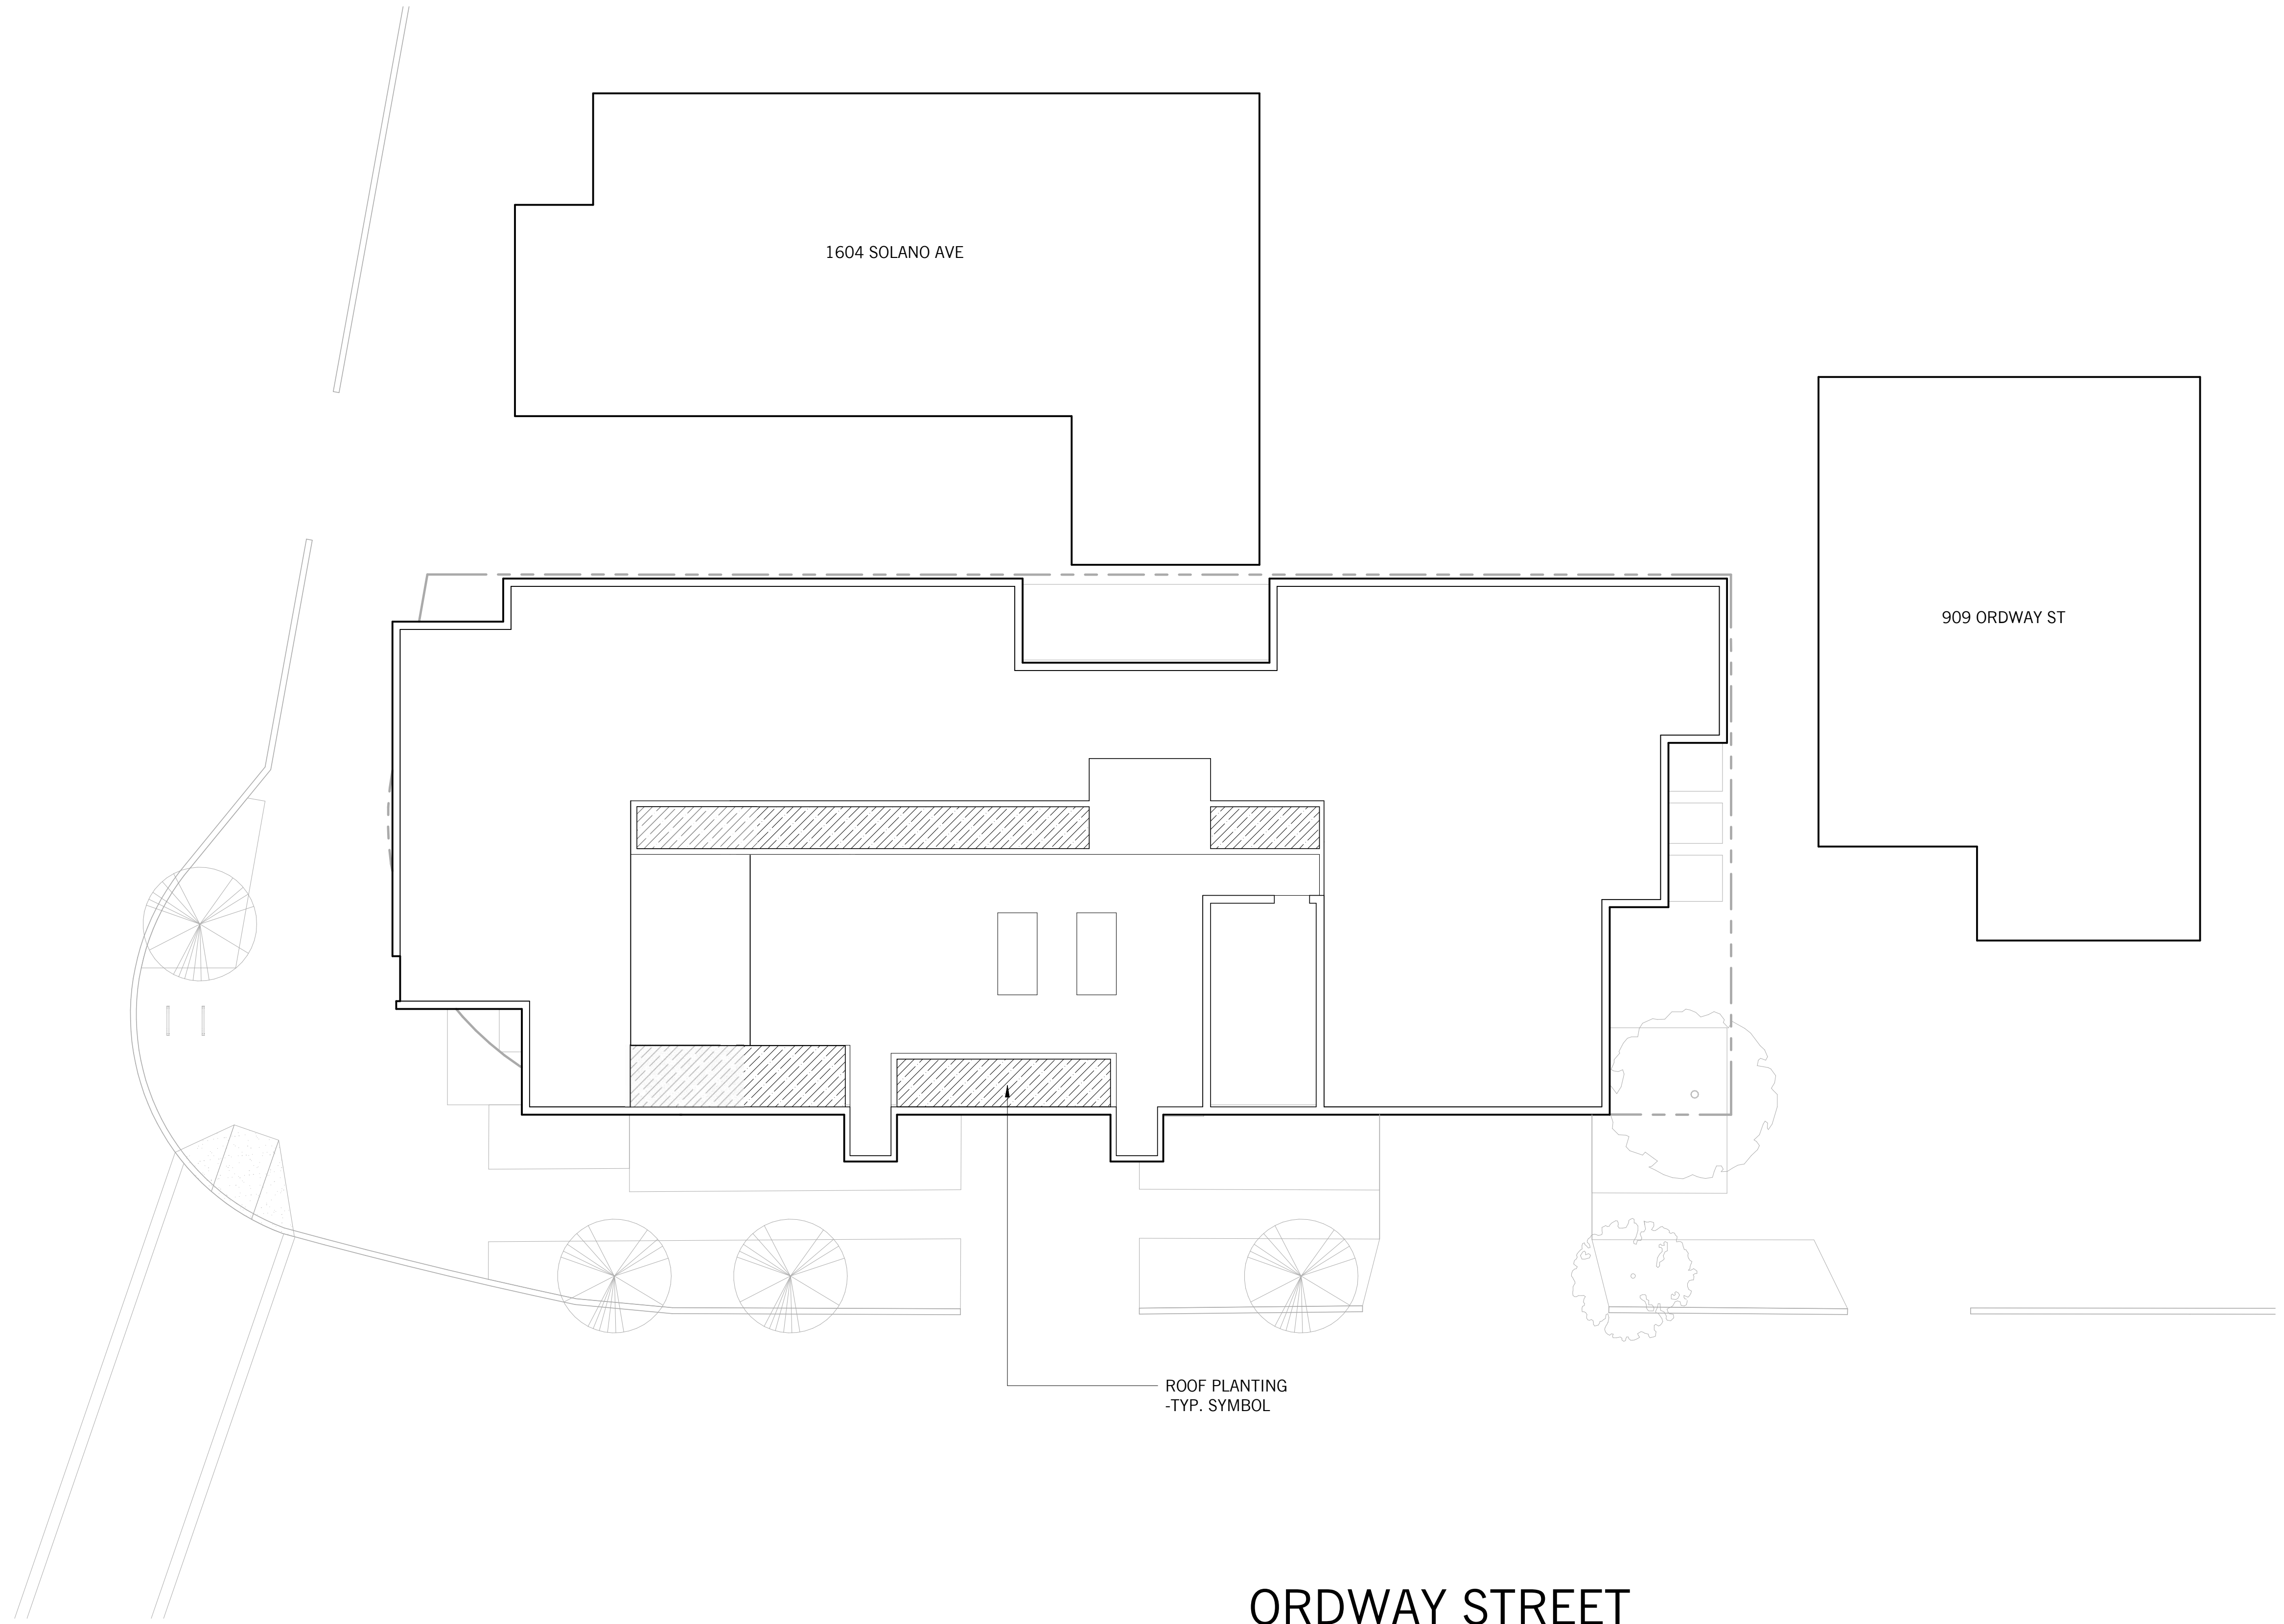 1604 SOLANO AVE
909 ORDWAY ST
ROOF PLANTING
-TYP. SYMBOL
ORDWAY STREET